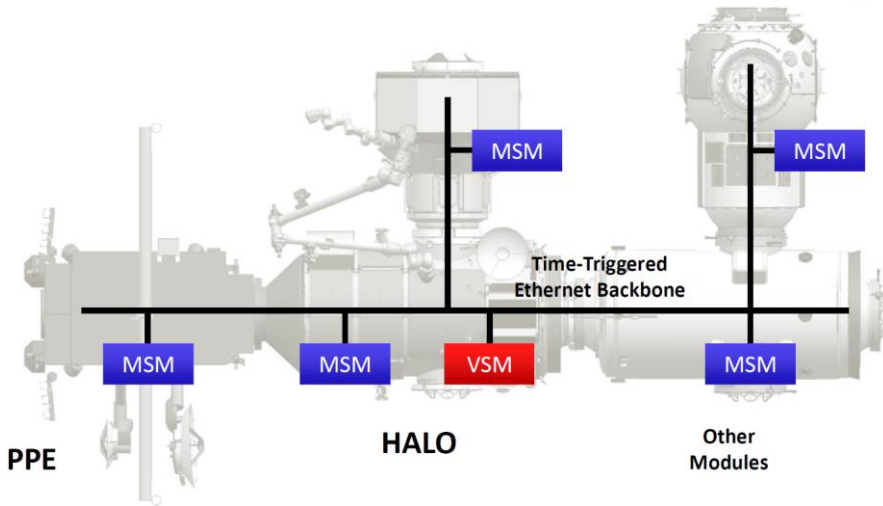 MSM
MSM
Time-Triggered
Ethernet Backbone
MSM
MSM
VSM
MSM
PPE
HALO
Other
Modules